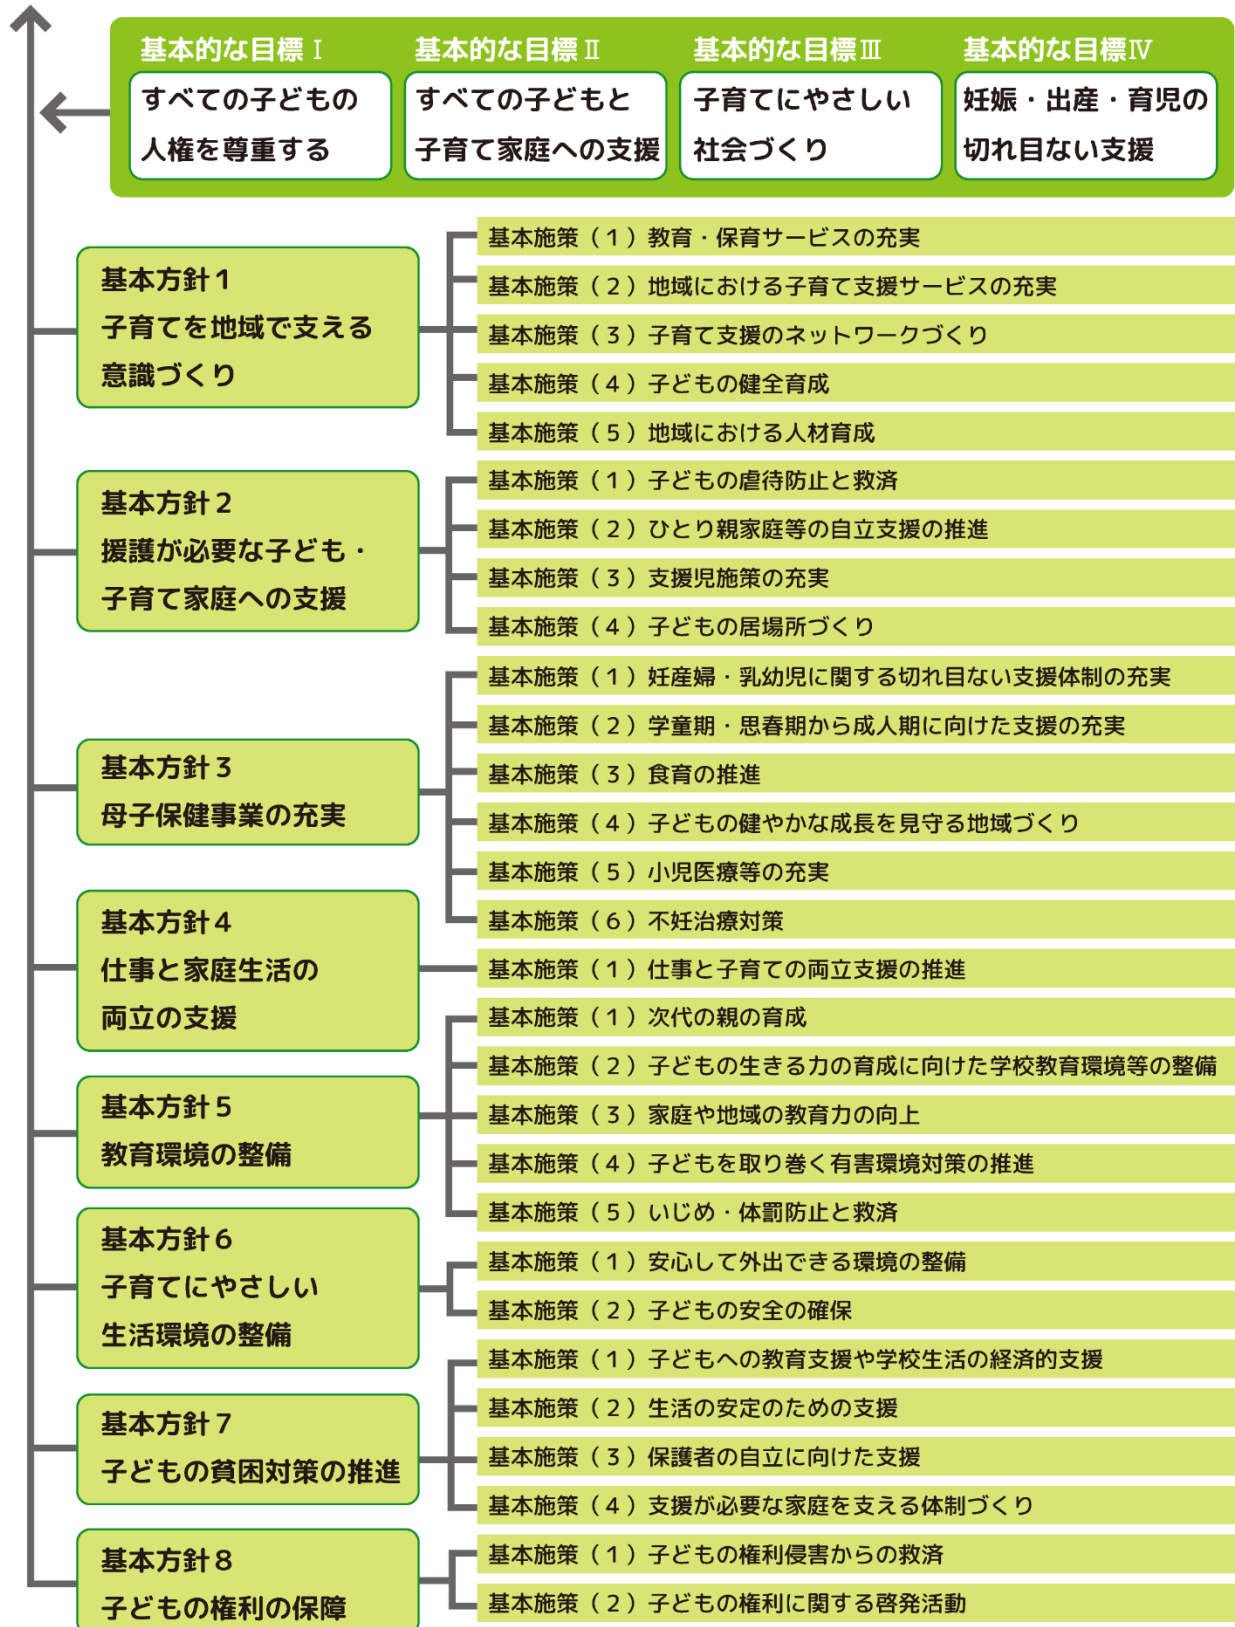 基本的な目標Ⅰ
すべての子どもの
人権を尊重する
基本的な目標Ⅱ
すべての子どもと
子育て家庭への支援
基本的な目標Ⅲ
子育てにやさしい
社会づくり
基本的な目標Ⅳ
妊娠・出産・育児の
切れ目ない支援
基本方針１
子育てを地域で支える
意識づくり
基本施策（１）教育・保育サービスの充実
基本施策（２）地域における子育て支援サービスの充実
基本施策（３）子育て支援のネットワークづくり
基本施策（４）子どもの健全育成
基本施策（５）地域における人材育成
基本方針２
援護が必要な子ども・
子育て家庭への支援
基本施策（１）子どもの虐待防止と救済
基本施策（２）ひとり親家庭等の自立支援の推進
基本施策（３）支援児施策の充実
基本施策（４）子どもの居場所づくり
基本方針３
母子保健事業の充実
基本施策（１）妊産婦・乳幼児に関する切れ目ない支援体制の充実
基本施策（２）学童期・思春期から成人期に向けた支援の充実
基本施策（３）食育の推進
基本施策（４）子どもの健やかな成長を見守る地域づくり
基本施策（５）小児医療等の充実
基本施策（６）不妊治療対策
基本方針４
仕事と家庭生活の
両立の支援
基本施策（１）仕事と子育ての両立支援の推進
基本方針５
教育環境の整備
基本施策（１）次代の親の育成
基本施策（２）子どもの生きる力の育成に向けた学校教育環境等の整備
基本施策（３）家庭や地域の教育力の向上
基本施策（４）子どもを取り巻く有害環境対策の推進
基本施策（５）いじめ・体罰防止と救済
基本方針６
子育てにやさしい
生活環境の整備
基本施策（１）安心して外出できる環境の整備
基本施策（２）子どもの安全の確保
基本方針７
子どもの貧困対策の推進
基本施策（１）子どもへの教育支援や学校生活の経済的支援
基本施策（２）生活の安定のための支援
基本施策（３）保護者の自立に向けた支援
基本施策（４）支援が必要な家庭を支える体制づくり
基本方針８
子どもの権利の保障
基本施策（１）子どもの権利侵害からの救済
基本施策（２）子どもの権利に関する啓発活動